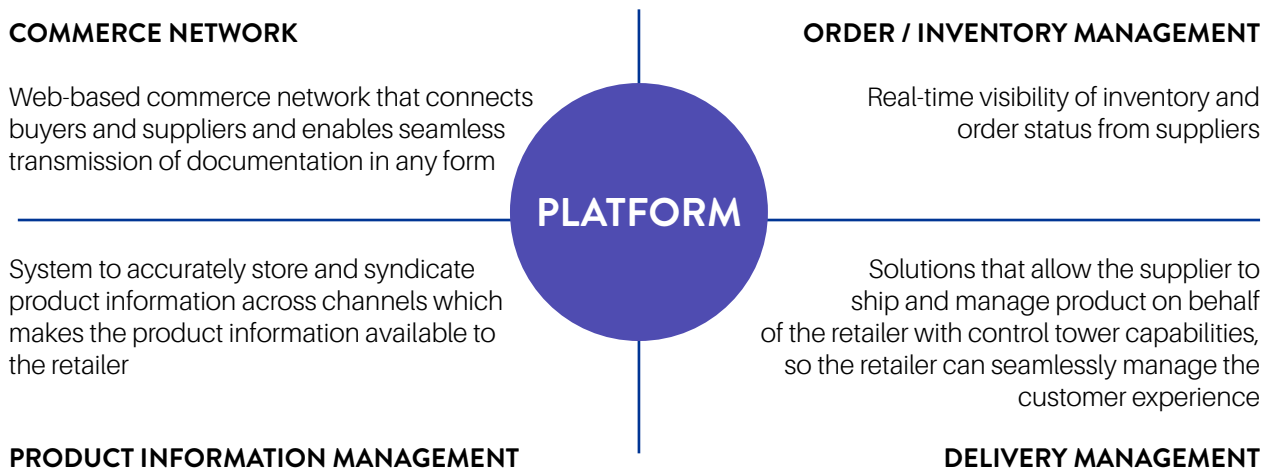 COMMERCE NETWORK
Web-based commerce network that connects
buyers and suppliers and enables seamless
transmission of documentation in any form
ORDER / INVENTORY MANAGEMENT
Real-time visibility of inventory and
order status from suppliers
PLATFORM
System to accurately store and syndicate
product information across channels which
makes the product information available to
the retailer
PRODUCT INFORMATION MANAGEMENT
Solutions that allow the supplier to
ship and manage product on behalf
of the retailer with control tower capabilities,
so the retailer can seamlessly manage the
customer experience
DELIVERY MANAGEMENT